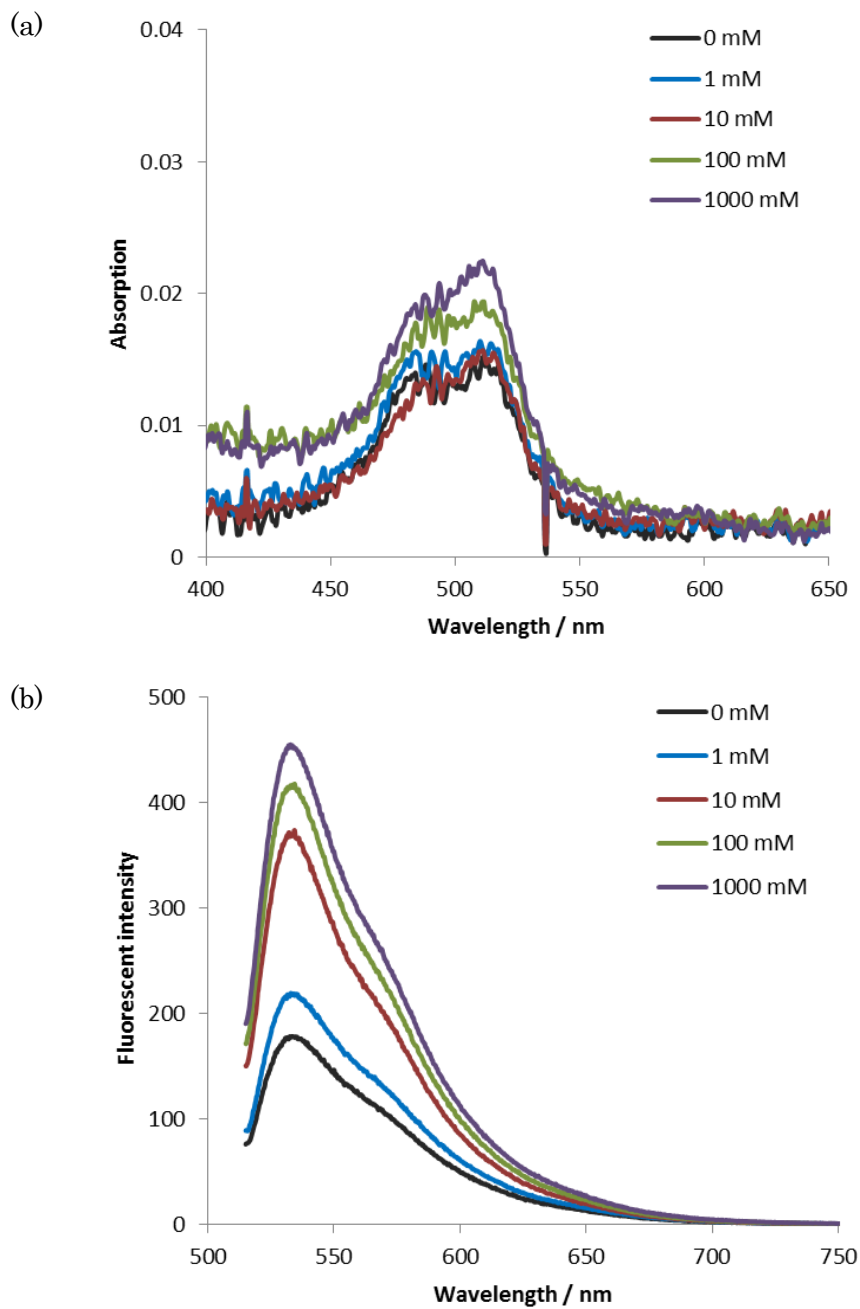 (a)
0.04
0.03
0.02
0.01
0
Absorption
400 450 500 550 600 650
Wavelength / nm
0 mM
1 mM
10 mM
100 mM
1000 mM
(b)
500
400
300
200
100
0
Fluorescent intensity
500 550 600 650 700 750
Wavelength / nm
0 mM
1 mM
10 mM
100 mM
1000 mM